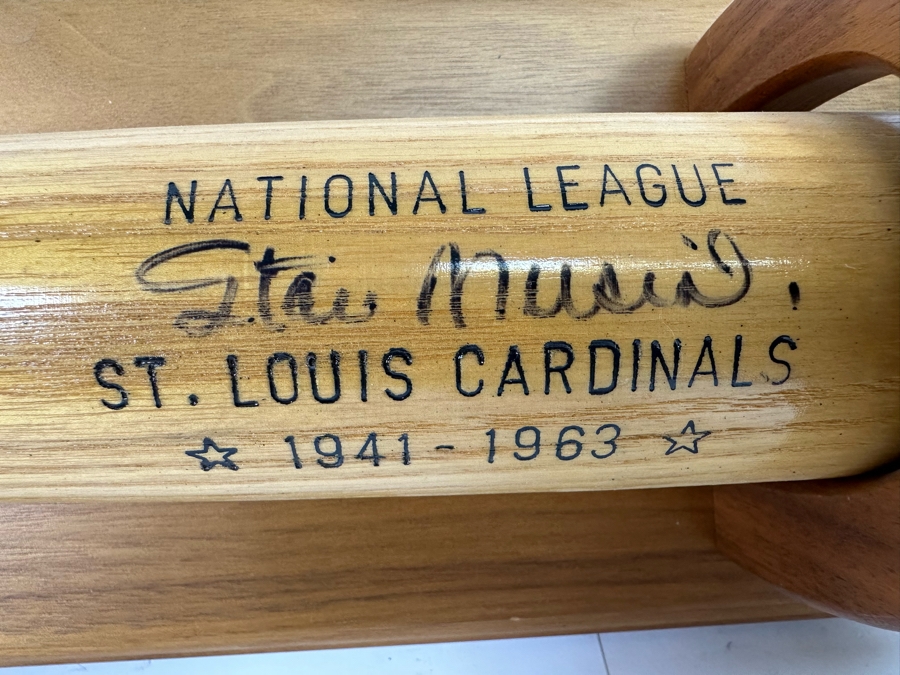 NATIONAL LEAGUE
Stan Musial
ST. LOUIS CARDINALS
☆ 1941-1963 ☆